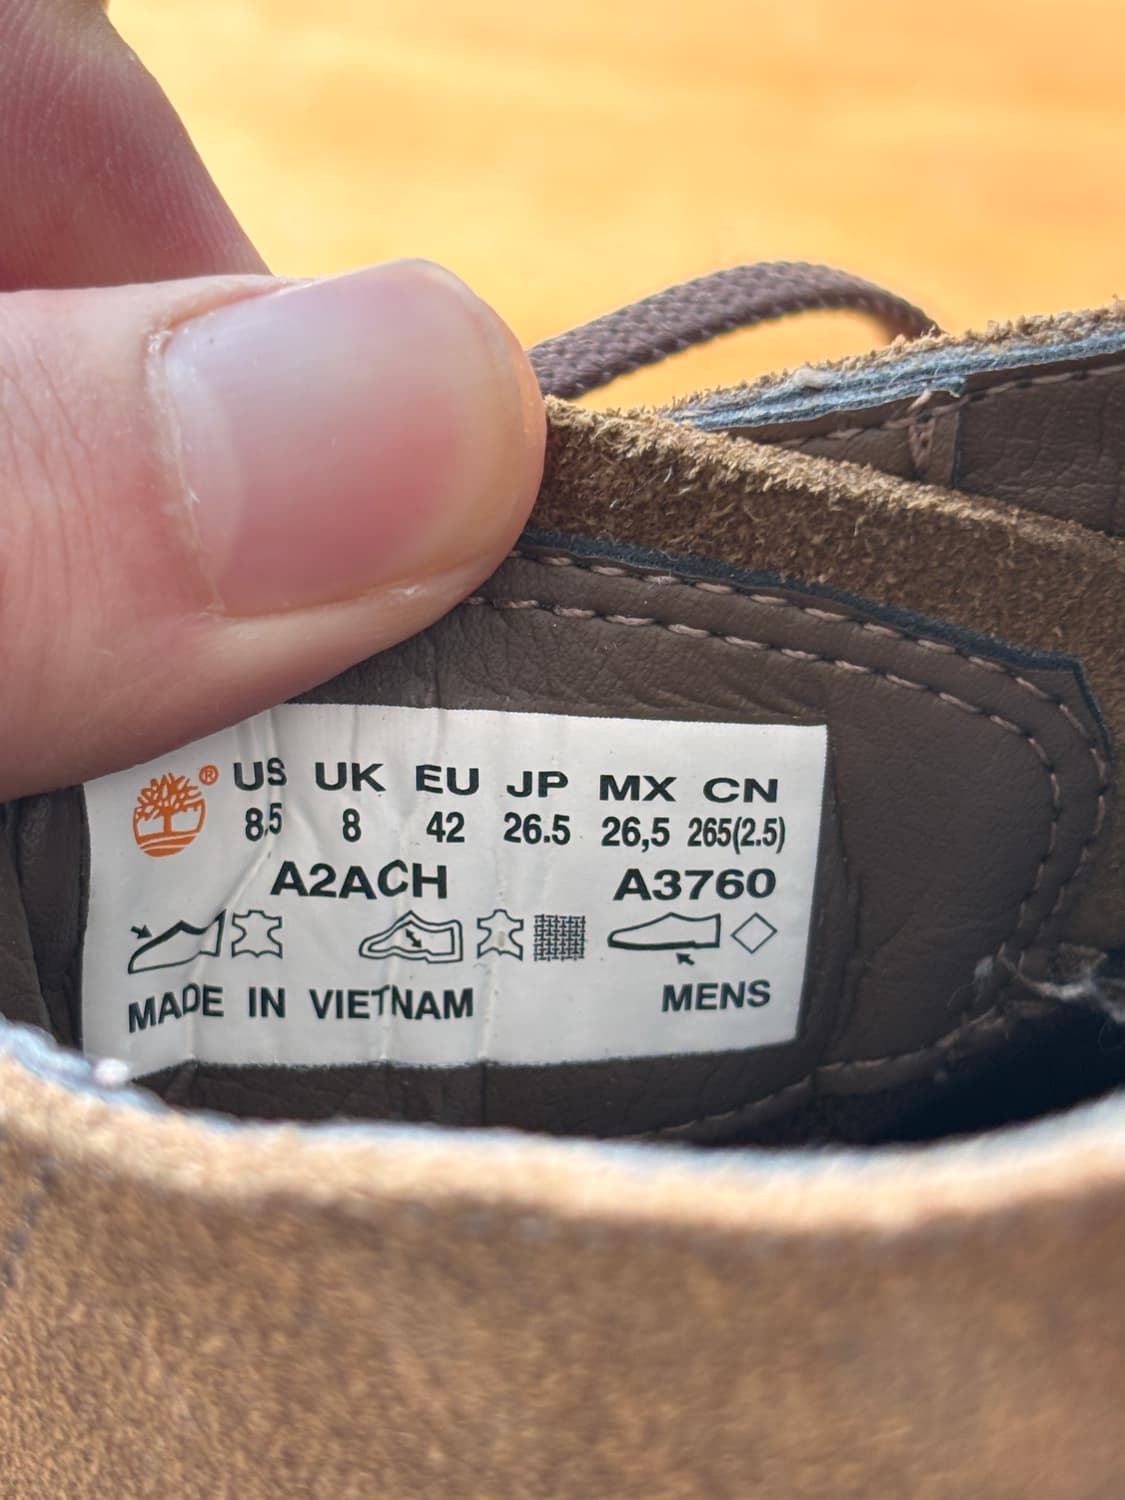 ® US UK EU JP MX CN
8,5 8 42 26.5 26,5 265(2.5)
A2ACH A3760
MADE IN VIETNAM MENS